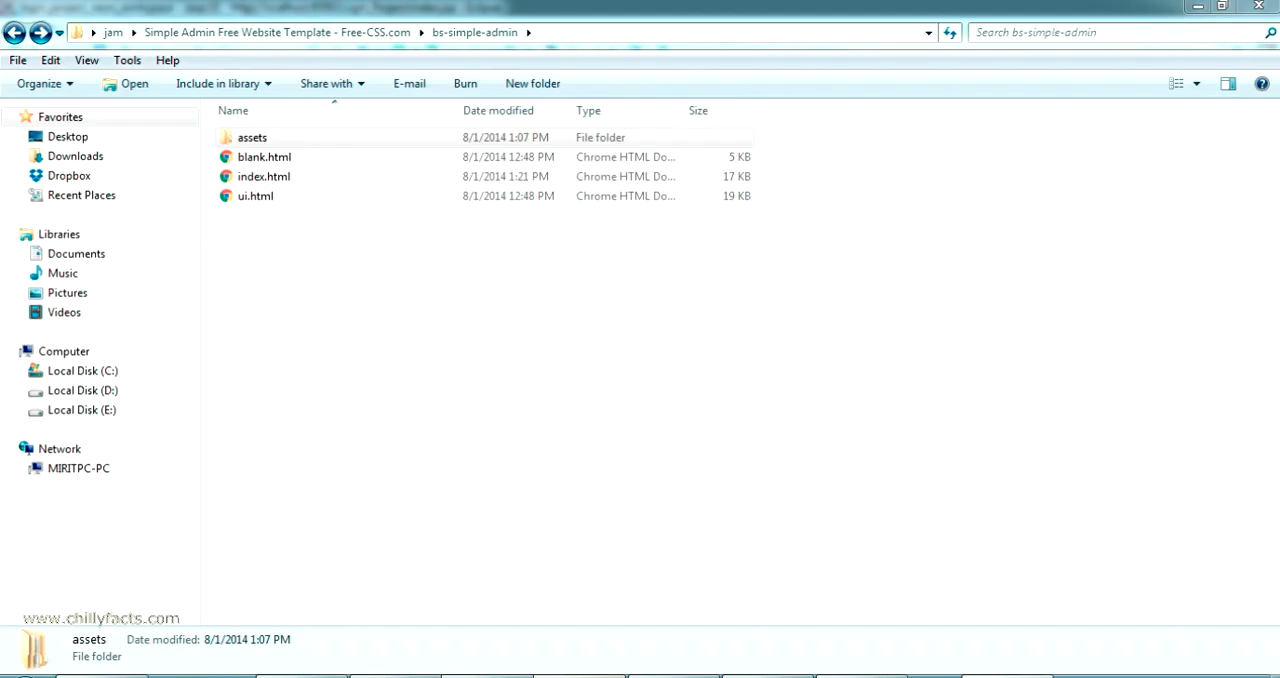 jam Simple Admin Free Website Template - Free-CSS.com bs-simple-admin Search bs-simple-admin
File Edit View Tools Help
Organize Open Include in library Share with E-mail Burn New folder
Name Date modified Type Size
assets 8/1/2014 1:07 PM File folder
blank.html 8/1/2014 12:48 PM Chrome HTML Do... 5 KB
index.html 8/1/2014 1:21 PM Chrome HTML Do... 17 KB
ui.html 8/1/2014 12:48 PM Chrome HTML Do... 19 KB
Favorites
Desktop
Downloads
Dropbox
Recent Places
Libraries
Documents
Music
Pictures
Videos
Computer
Local Disk (C:)
Local Disk (D:)
Local Disk (E:)
Network
MIRITPC-PC
www.chillyfacts.com
assets Date modified: 8/1/2014 1:07 PM
File folder